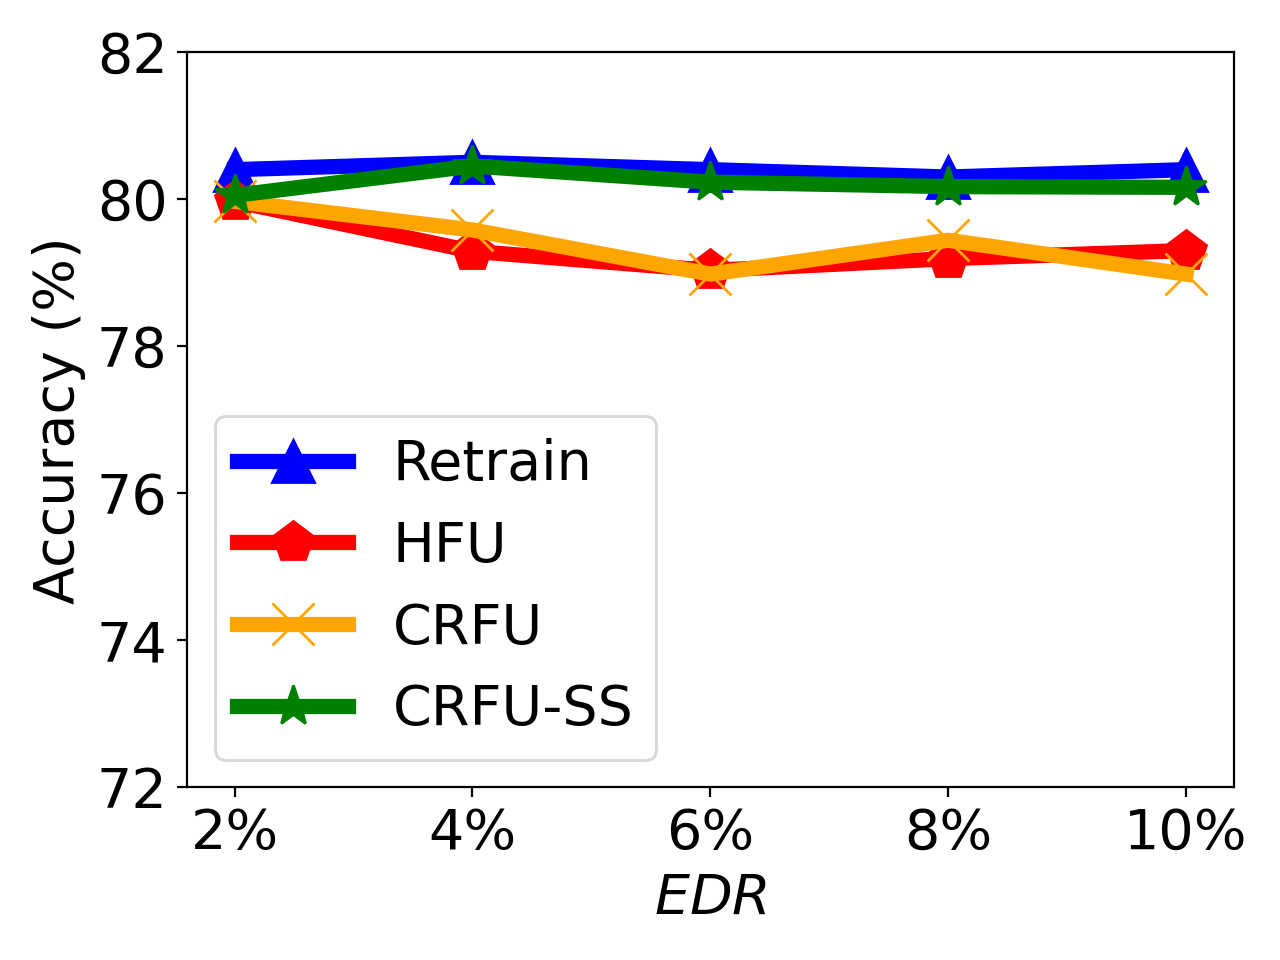 82
80
78
76
74
72
Accuracy (%)
Retrain
HFU
CRFU
CRFU-SS
2% 4% 6% 8% 10%
EDR